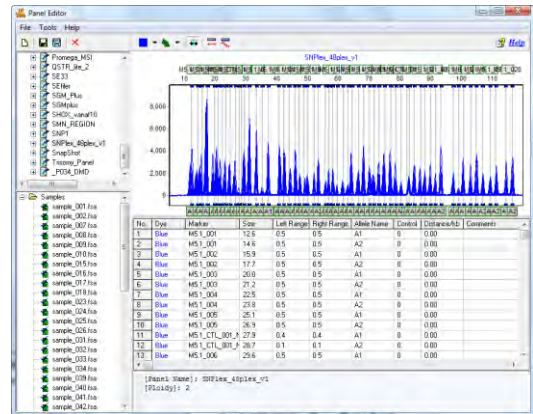 Panel Editor
File Tools Help
Help
Promega_MSI
QSTR_lite_2
SE33
SEfiler
SGM_Plus
SGMplus
SMN_REGION
SNP1
SNPlex_48plex_v1
SnapShot
Trisomy_Panel
_P034_DMD
SNPlex_48plex_v1
10 20 30 40 50 60 70 80 90 100 110
8,000
6,000
4,000
2,000
0
Samples
sample_001.fsa
sample_002.fsa
sample_007.fsa
sample_008.fsa
sample_009.fsa
sample_010.fsa
sample_015.fsa
sample_016.fsa
sample_017.fsa
sample_018.fsa
sample_023.fsa
sample_024.fsa
sample_025.fsa
sample_026.fsa
sample_031.fsa
sample_032.fsa
sample_033.fsa
sample_034.fsa
sample_039.fsa
sample_040.fsa
sample_041.fsa
sample_042.fsa
No. Dye Marker Size Left Range Right Range Allele Name Control Distance/nb Comments
1 Blue M5.1_001 12.6 0.5 0.5 A1 0 0.00
2 Blue M5.1_001 14.6 0.5 0.5 A2 0 0.00
3 Blue M5.1_002 15.9 0.5 0.5 A1 0 0.00
4 Blue M5.1_002 17.7 0.5 0.5 A2 0 0.00
5 Blue M5.1_003 20.0 0.5 0.5 A1 0 0.00
6 Blue M5.1_003 21.2 0.5 0.5 A2 0 0.00
7 Blue M5.1_004 22.5 0.5 0.5 A1 0 0.00
8 Blue M5.1_004 23.8 0.5 0.5 A2 0 0.00
9 Blue M5.1_005 25.1 0.5 0.5 A1 0 0.00
10 Blue M5.1_005 26.9 0.5 0.5 A2 0 0.00
11 Blue M5.1_CTL_001_ 27.9 0.4 0.4 A1 0 0.00
12 Blue M5.1_CTL_001_ 28.7 0.1 0.1 A2 0 0.00
13 Blue M5.1_006 29.6 0.5 0.5 A1 0 0.00
[Panel Name]: SNPlex_48plex_v1
[Ploidy]: 2